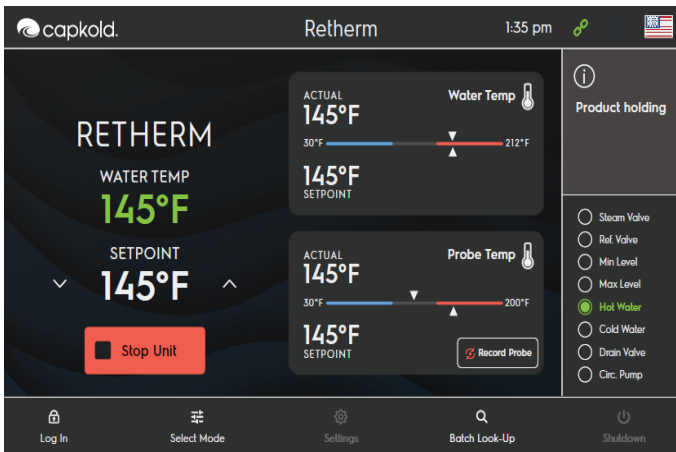 capkold.
Retherm
1:35 pm
RETHERM
WATER TEMP
145°F
SETPOINT
145°F
Stop Unit
ACTUAL
Water Temp
145°F
30°F
212°F
145°F
SETPOINT
ACTUAL
Probe Temp
145°F
30°F
200°F
145°F
SETPOINT
Record Probe
Product holding
Steam Valve
Ref. Valve
Min Level
Max Level
Hot Water
Cold Water
Drain Valve
Circ. Pump
Log In
Select Mode
Settings
Batch Look-Up
Shutdown